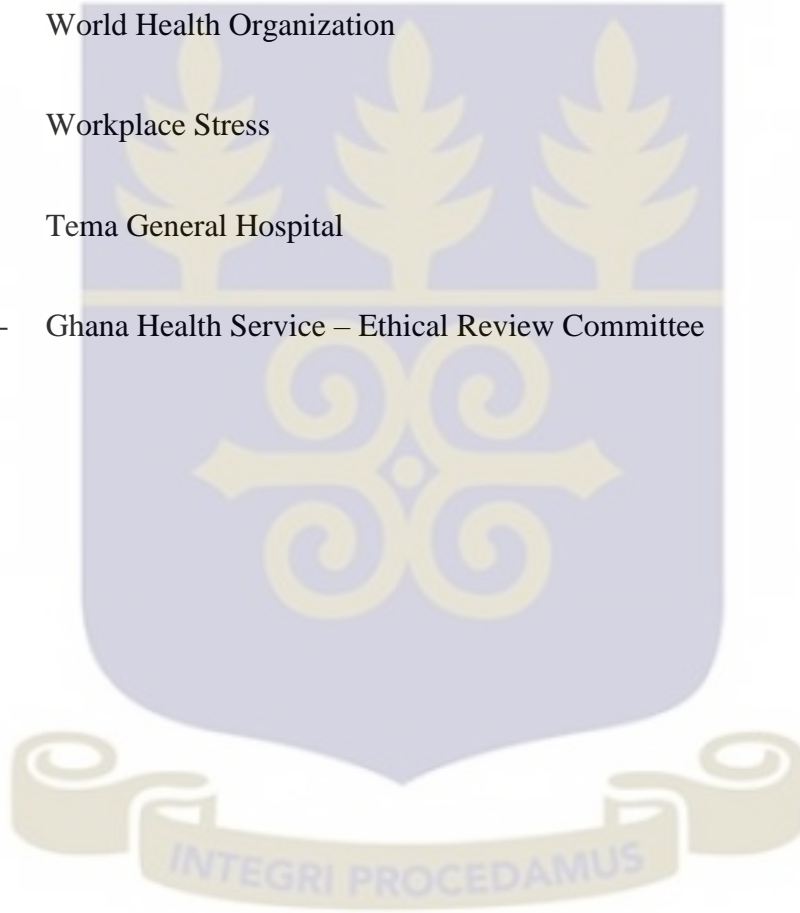 World Health Organization
Workplace Stress
Tema General Hospital
- Ghana Health Service – Ethical Review Committee
INTEGRI PROCEDAMUS